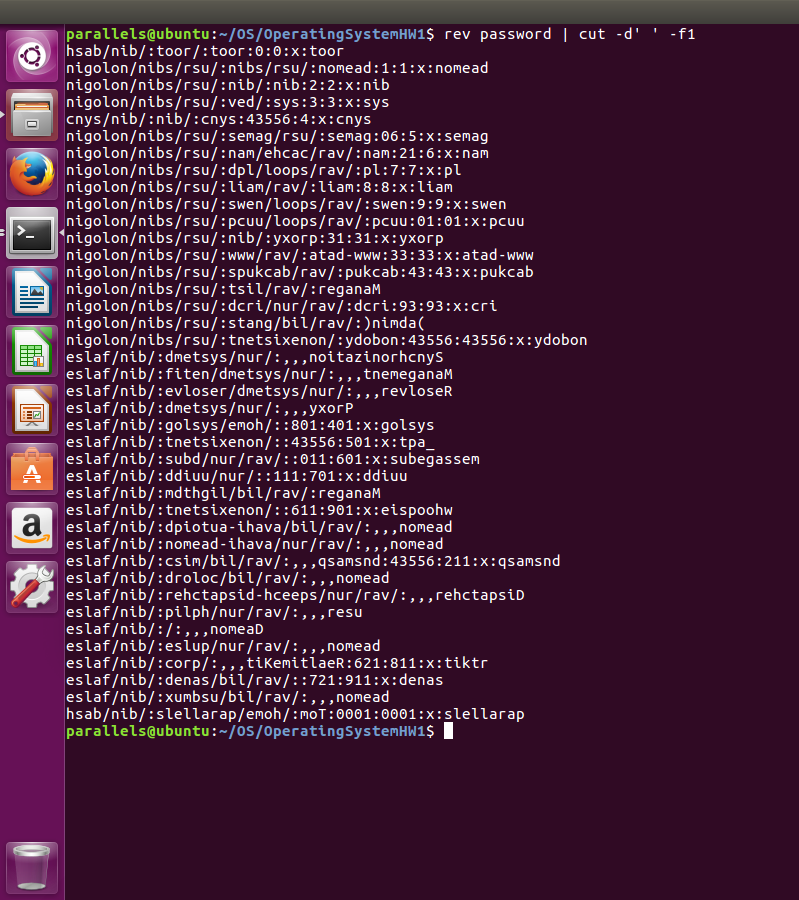 parallels@ubuntu:~/OS/OperatingSystemHW1$ rev password | cut -d' ' -f1
hsab/nib/:toor/:toor:0:0:x:toor
nigolon/nibs/rsu/:nibs/rsu/:nomead:1:1:x:nomead
nigolon/nibs/rsu/:nib/:nib:2:2:x:nib
nigolon/nibs/rsu/:ved/:sys:3:3:x:sys
cnys/nib/:nib/:cnys:43556:4:x:cnys
nigolon/nibs/rsu/:semag/rsu/:semag:06:5:x:semag
nigolon/nibs/rsu/:nam/ehcac/rav/:nam:21:6:x:nam
nigolon/nibs/rsu/:dpl/loops/rav/:pl:7:7:x:pl
nigolon/nibs/rsu/:liam/rav/:liam:8:8:x:liam
nigolon/nibs/rsu/:swen/loops/rav/:swen:9:9:x:swen
nigolon/nibs/rsu/:pcuu/loops/rav/:pcuu:01:01:x:pcuu
nigolon/nibs/rsu/:nib/:yxorp:31:31:x:yxorp
nigolon/nibs/rsu/:www/rav/:atad-www:33:33:x:atad-www
nigolon/nibs/rsu/:spukcab/rav/:pukcab:43:43:x:pukcab
nigolon/nibs/rsu/:tsil/rav/:reganaM
nigolon/nibs/rsu/:dcri/nur/rav/:dcri:93:93:x:cri
nigolon/nibs/rsu/:stang/bil/rav/:)nimda(
nigolon/nibs/rsu/:tnetsixenon/:ydobon:43556:43556:x:ydobon
eslaf/nib/:dmetsys/nur/:,,,noitazinorhcnyS
eslaf/nib/:fiten/dmetsys/nur/:,,,tnemeganaM
eslaf/nib/:evloser/dmetsys/nur/:,,,revloseR
eslaf/nib/:dmetsys/nur/:,,,yxorP
eslaf/nib/:golsys/emoh/::801:401:x:golsys
eslaf/nib/:tnetsixenon/::43556:501:x:tpa_
eslaf/nib/:subd/nur/rav/::011:601:x:subegassem
eslaf/nib/:ddiuu/nur/::111:701:x:ddiuu
eslaf/nib/:mdthgil/bil/rav/:reganaM
eslaf/nib/:tnetsixenon/::611:901:x:eispoohw
eslaf/nib/:dpiotua-ihava/bil/rav/:,,,nomead
eslaf/nib/:nomead-ihava/nur/rav/:,,,nomead
eslaf/nib/:csim/bil/rav/:,,,qsamsnd:43556:211:x:qsamsnd
eslaf/nib/:droloc/bil/rav/:,,,nomead
eslaf/nib/:rehctapsid-hceeps/nur/rav/:,,,rehctapsiD
eslaf/nib/:pilph/nur/rav/:,,,resu
eslaf/nib/:/:,,,nomeaD
eslaf/nib/:eslup/nur/rav/:,,,nomead
eslaf/nib/:corp/:,,,tiKemitlaeR:621:811:x:tiktr
eslaf/nib/:denas/bil/rav/::721:911:x:denas
eslaf/nib/:xumbsu/bil/rav/:,,,nomead
hsab/nib/:slellarap/emoh/:moT:0001:0001:x:slellarap
parallels@ubuntu:~/OS/OperatingSystemHW1$